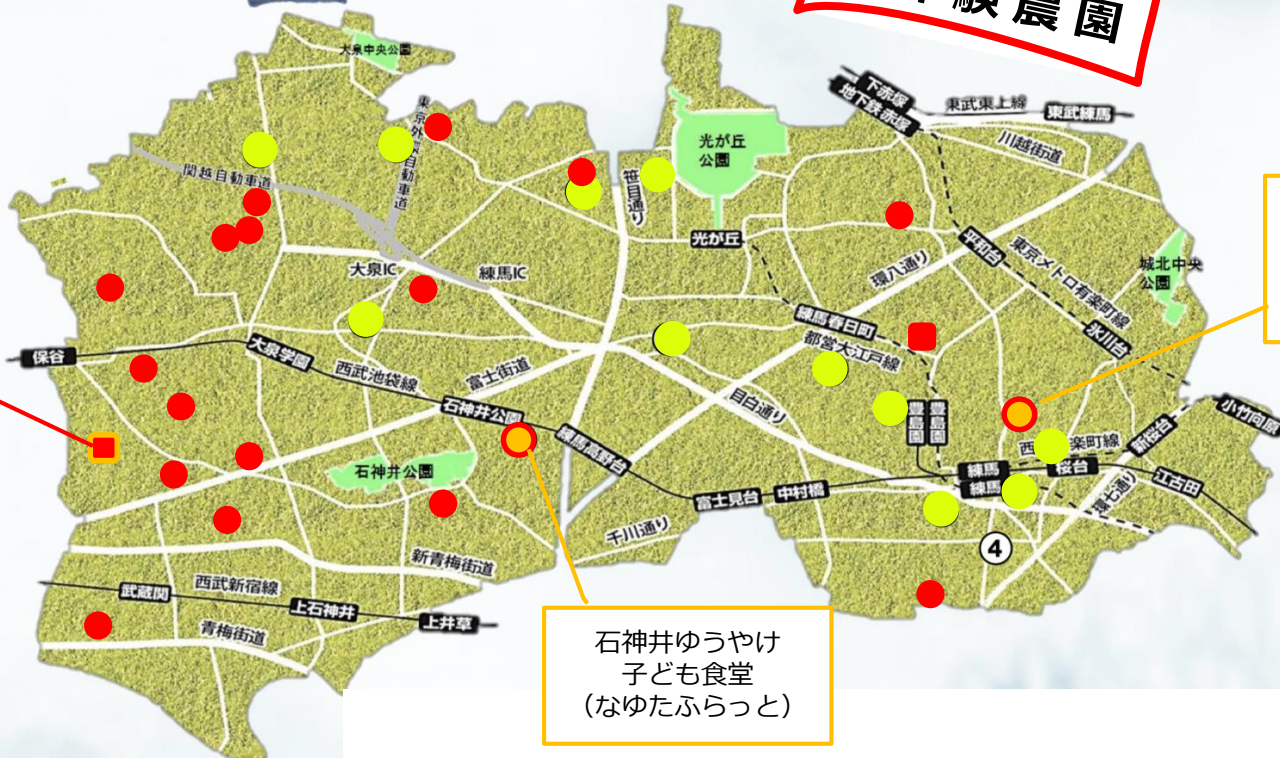 験農園
大泉中央公園
東京外
自動車道
関越自動車道
大泉IC
練馬IC
笹目通り
光が丘
公園
光が丘
下赤塚
地下鉄赤塚
東武東上線
東武練馬
川越街道
平和台
東京メトロ有楽町線
城北中央
公園
環八通り
氷川台
練馬春日町
都営大江戸線
保谷
大泉学園
西武池袋線
富士街道
石神井公園
石神井公園
練馬高野台
目白通り
豊島園
豊島園
小竹向原
新桜台
西
楽町線
練馬
練馬
桜台
江古田
環七通り
富士見台
中村橋
千川通り
4
新青梅街道
西武新宿線
武蔵関
上石神井
上井草
青梅街道
石神井ゆうやけ
子ども食堂
(なゆたふらっと)